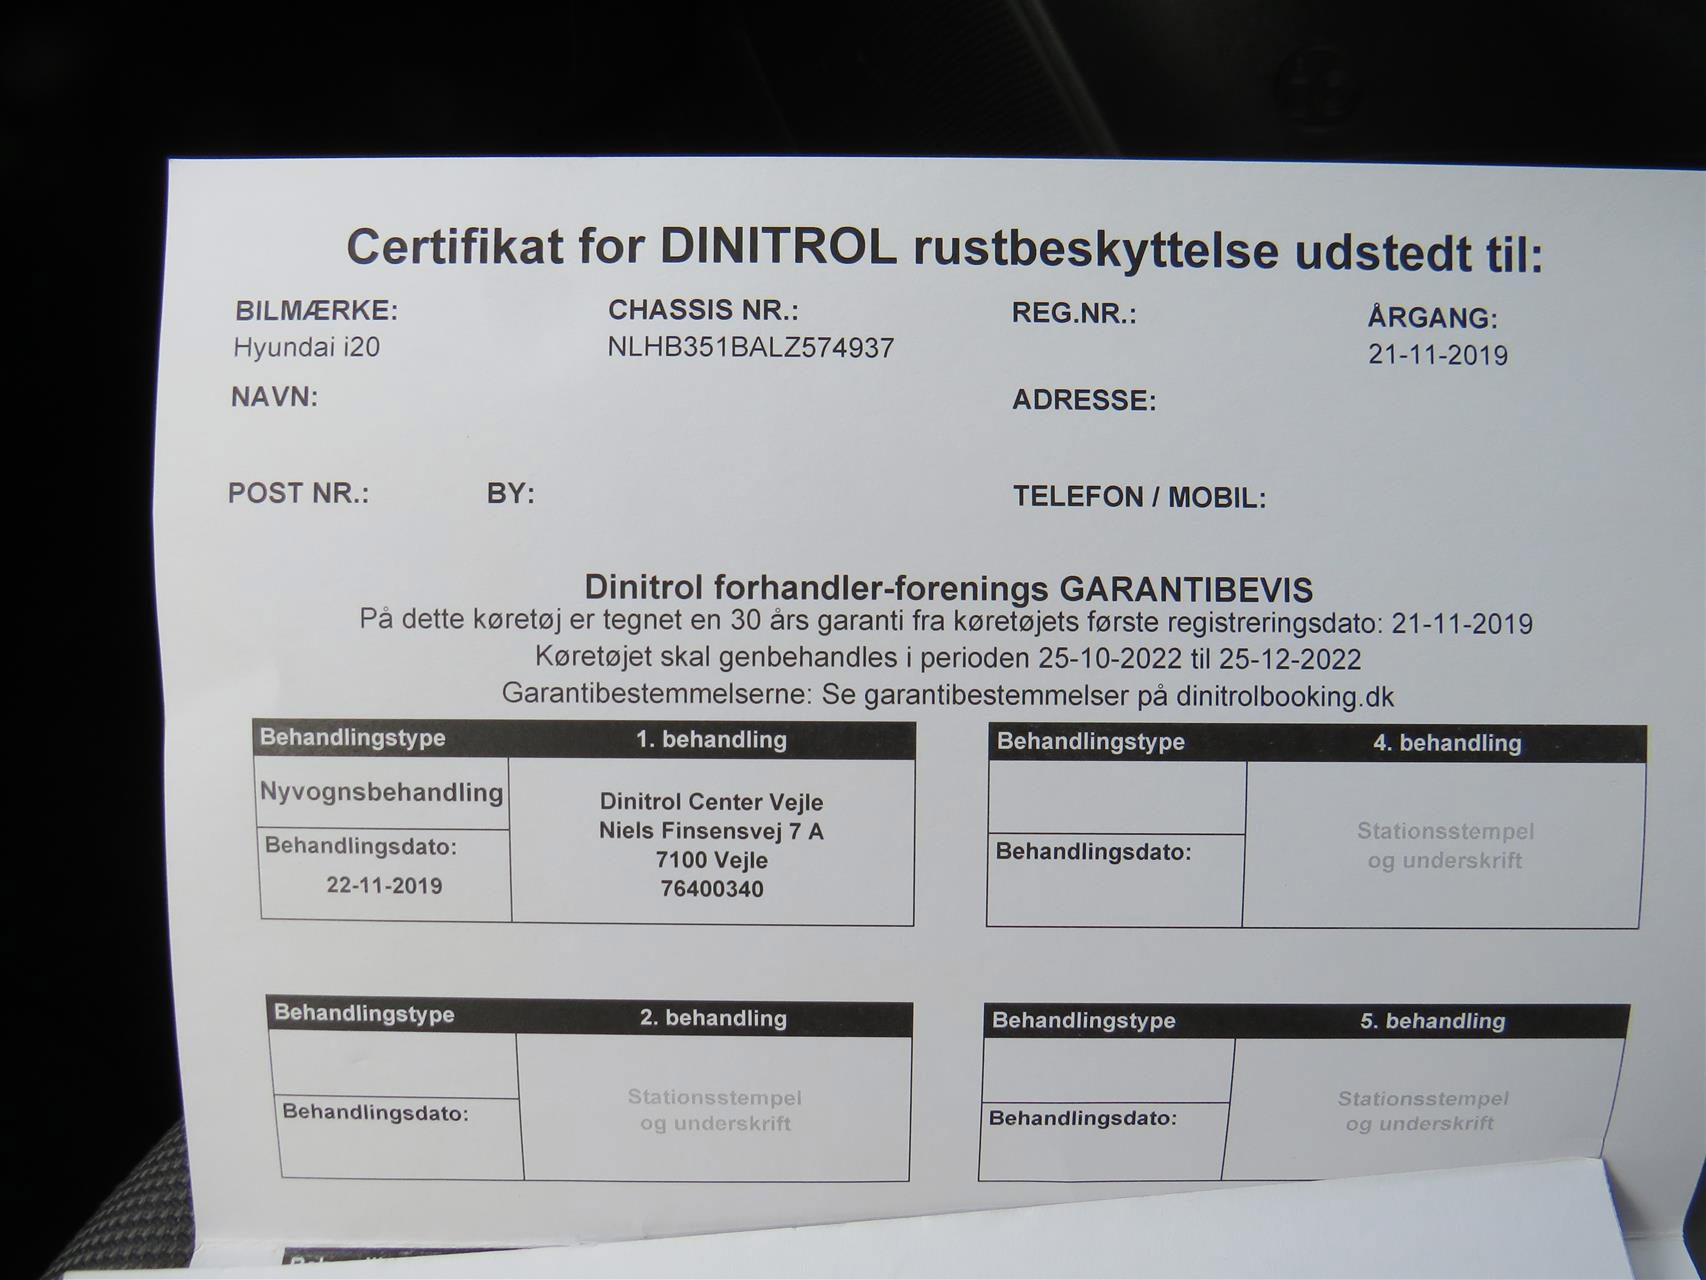 Certifikat for DINITROL rustbeskyttelse udstedt til:
BILMÆRKE: CHASSIS NR.: REG.NR.: ÅRGANG:
Hyundai i20 NLHB351BALZ574937 21-11-2019
NAVN: ADRESSE:
POST NR.: BY: TELEFON / MOBIL:
Dinitrol forhandler-forenings GARANTIBEVIS
På dette køretøj er tegnet en 30 års garanti fra køretøjets første registreringsdato: 21-11-2019
Køretøjet skal genbehandles i perioden 25-10-2022 til 25-12-2022
Garantibestemmelserne: Se garantibestemmelser på dinitrolbooking.dk
Behandlingstype 1. behandling
Nyvognsbehandling
Behandlingsdato:
22-11-2019
Dinitrol Center Vejle
Niels Finsensvej 7 A
7100 Vejle
76400340
Behandlingstype 4. behandling
Behandlingsdato:
Stationsstempel
og underskrift
Behandlingstype 2. behandling
Behandlingsdato:
Stationsstempel
og underskrift
Behandlingstype 5. behandling
Behandlingsdato:
Stationsstempel
og underskrift